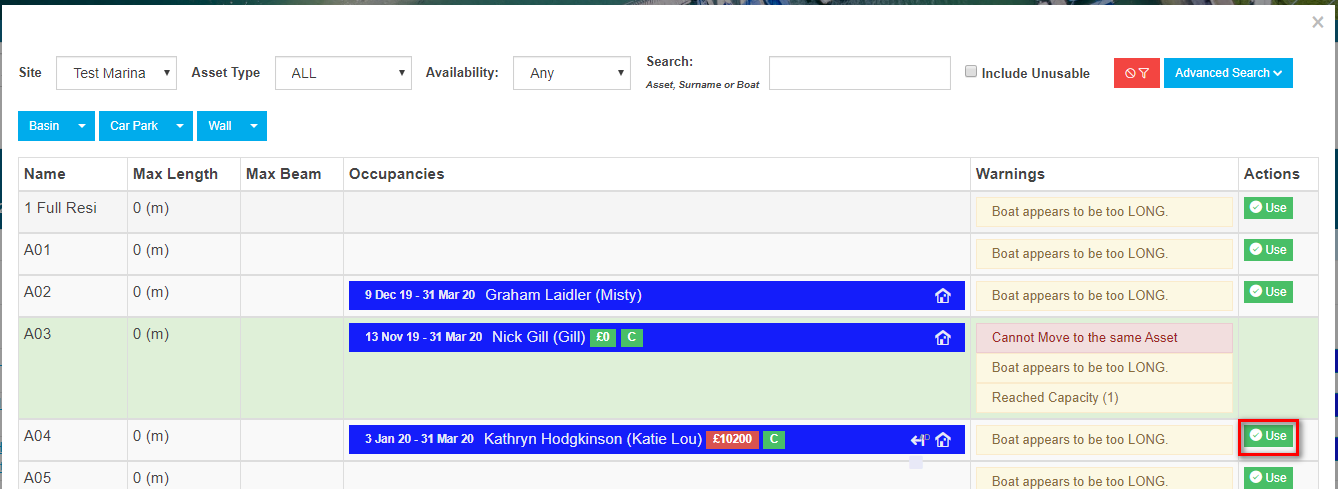 ×
Site Test Marina Asset Type ALL Availability: Any Search: Include Unusable Advanced Search
Asset, Surname or Boat
Basin Car Park Wall
Name Max Length Max Beam Occupancies Warnings Actions
1 Full Resi 0 (m) Boat appears to be too LONG. Use
A01 0 (m) Boat appears to be too LONG. Use
A02 0 (m) 9 Dec 19 - 31 Mar 20 Graham Laidler (Misty) Boat appears to be too LONG. Use
A03 0 (m) 13 Nov 19 - 31 Mar 20 Nick Gill (Gill) £0 C Cannot Move to the same Asset
Boat appears to be too LONG.
Reached Capacity (1)
A04 0 (m) 3 Jan 20 - 31 Mar 20 Kathryn Hodgkinson (Katie Lou) £10200 C Boat appears to be too LONG. Use
A05 0 (m) Boat appears to be too LONG. Use